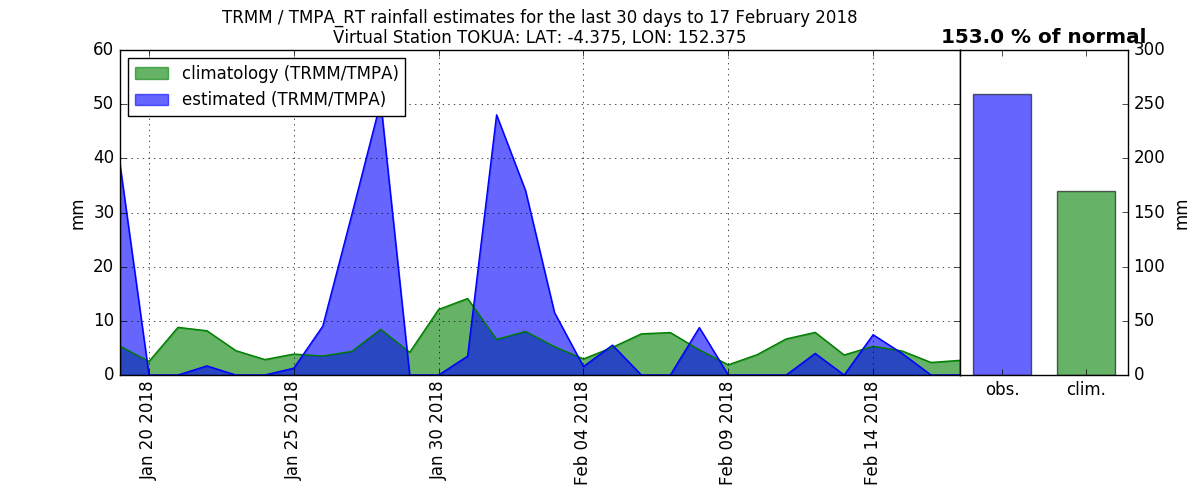 TRMM / TMPA_RT rainfall estimates for the last 30 days to 17 February 2018
Virtual Station TOKUA: LAT: -4.375, LON: 152.375
153.0 % of normal
climatology (TRMM/TMPA)
estimated (TRMM/TMPA)
60
50
40
30
20
10
0
mm
Jan 20 2018
Jan 25 2018
Jan 30 2018
Feb 04 2018
Feb 09 2018
Feb 14 2018
obs.
clim.
300
250
200
150
100
50
0
mm